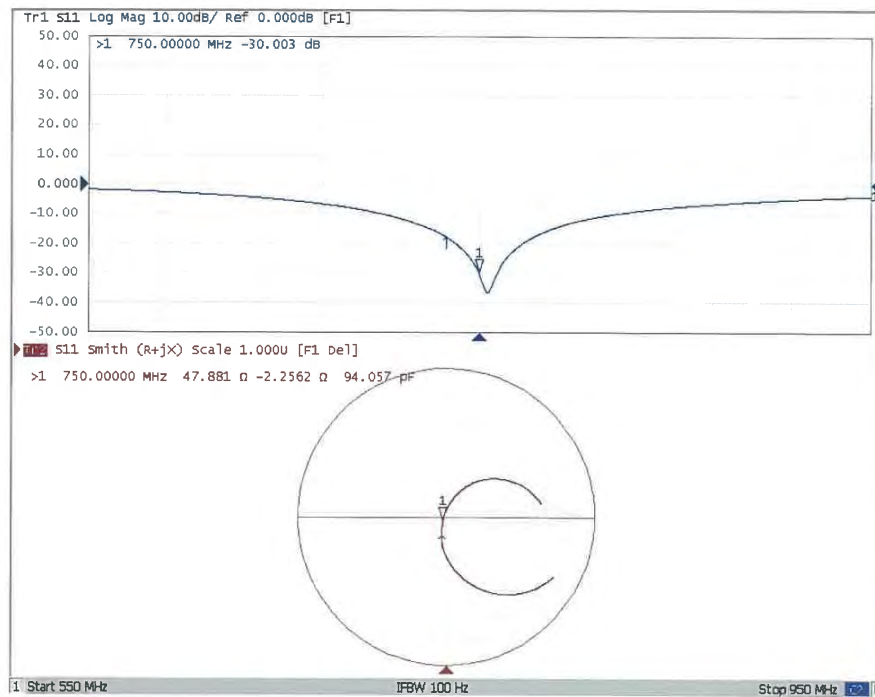 Tr1 S11 Log Mag 10.00dB/ Ref 0.000dB [F1]
50.00
>1 750.00000 MHz -30.003 dB
40.00
30.00
20.00
10.00
0.000
-10.00
1
-20.00
-30.00
-40.00
-50.00
S11 Smith (R+jX) Scale 1.000U [F1 Del]
>1 750.00000 MHz 47.881 Ω -2.2562 Ω 94.057 pF
1
1 Start 550 MHz IFBW 100 Hz Stop 950 MHz